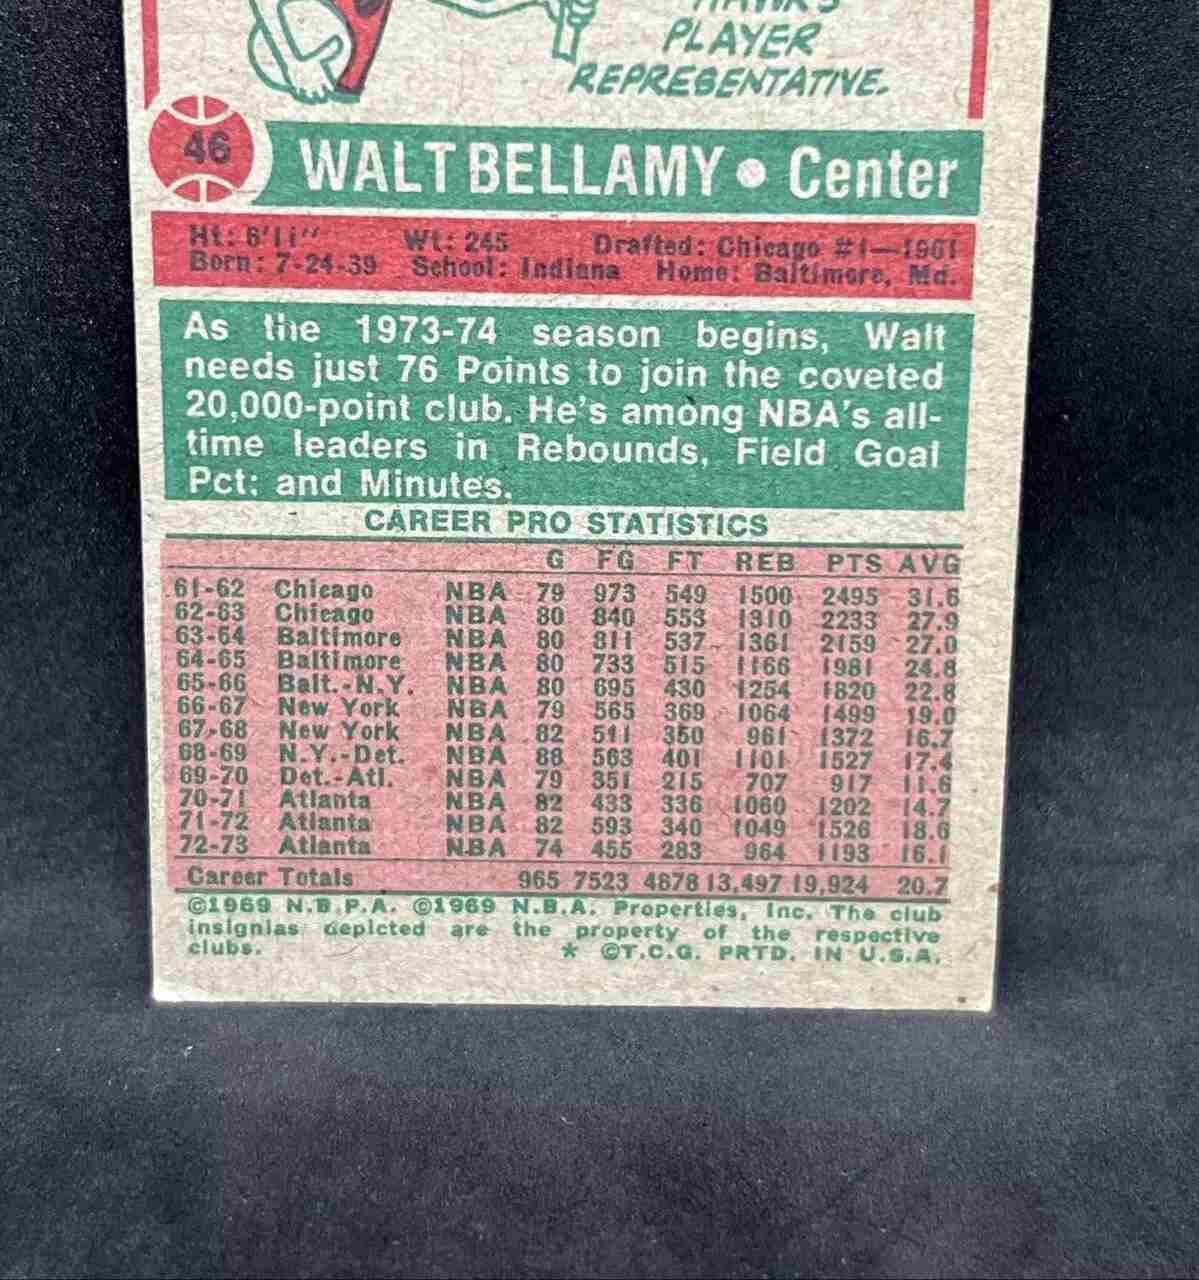 HAWK'S
PLAYER
REPRESENTATIVE.
46
WALT BELLAMY • Center
Ht: 6'11" Wt: 245 Drafted: Chicago #1—1961
Born: 7-24-39 School: Indiana Home: Baltimore, Md.
As the 1973-74 season begins, Walt
needs just 76 Points to join the coveted
20,000-point club. He's among NBA's all-
time leaders in Rebounds, Field Goal
Pct: and Minutes.
CAREER PRO STATISTICS
G FG FT REB PTS AVG
61-62 Chicago NBA 79 973 549 1500 2495 31.6
62-63 Chicago NBA 80 840 553 1310 2233 27.9
63-64 Baltimore NBA 80 811 537 1361 2159 27.0
64-65 Baltimore NBA 80 733 515 1166 1981 24.8
65-66 Balt.-N.Y. NBA 80 695 430 1254 1820 22.8
66-67 New York NBA 79 565 369 1064 1499 19.0
67-68 New York NBA 82 511 350 961 1372 16.7
68-69 N.Y.-Det. NBA 88 563 401 1101 1527 17.4
69-70 Det.-Atl. NBA 79 351 215 707 917 11.6
70-71 Atlanta NBA 82 433 336 1060 1202 14.7
71-72 Atlanta NBA 82 593 340 1049 1526 18.6
72-73 Atlanta NBA 74 455 283 964 1193 16.1
Career Totals 965 7523 4878 13,497 19,924 20.7
©1969 N.B.P.A. ©1969 N.B.A. Properties, Inc. The club
insignias depicted are the property of the respective
clubs. * ©T.C.G. PRTD. IN U.S.A.